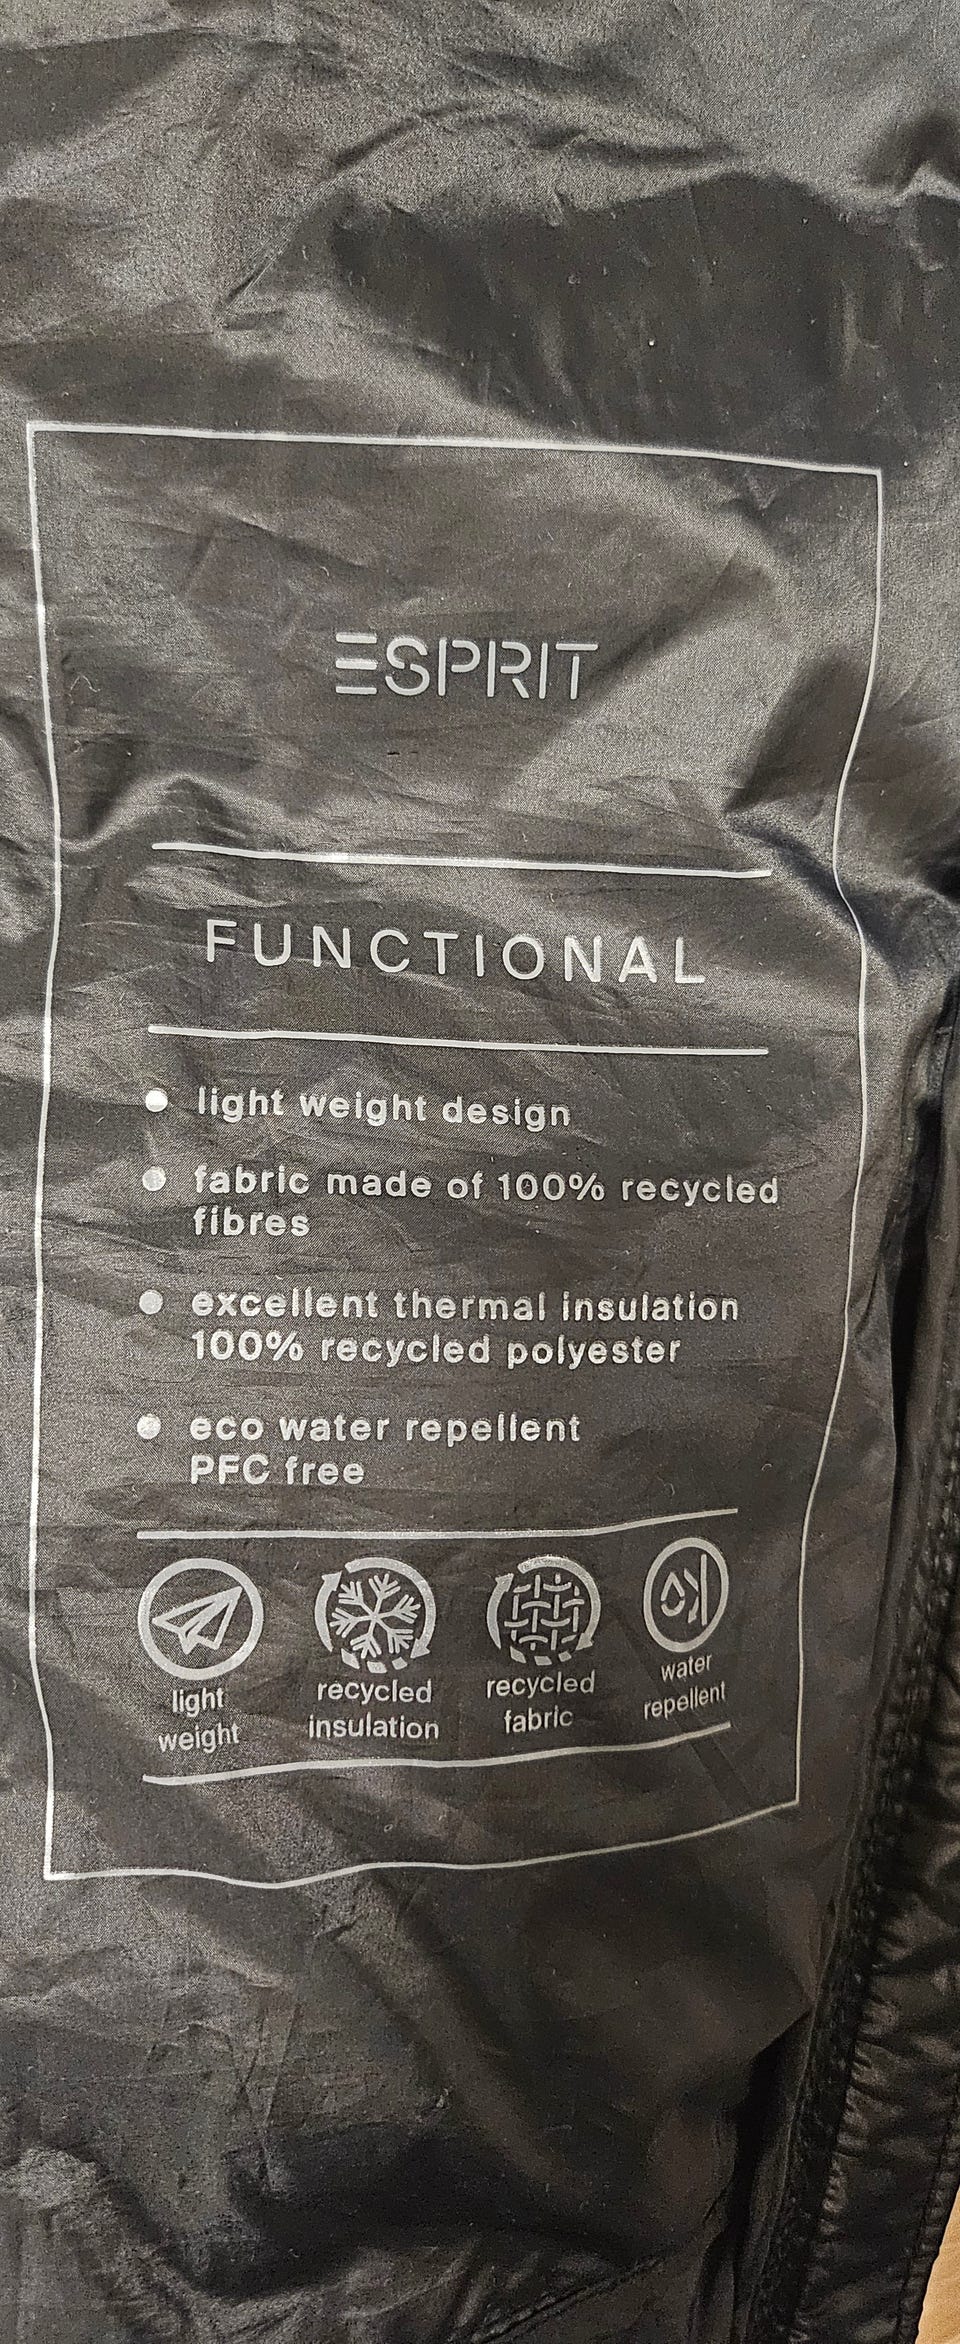 ESPRIT
FUNCTIONAL
• light weight design
• fabric made of 100% recycled
fibres
• excellent thermal insulation
100% recycled polyester
• eco water repellent
PFC free
light
weight
recycled
insulation
recycled
fabric
water
repellent